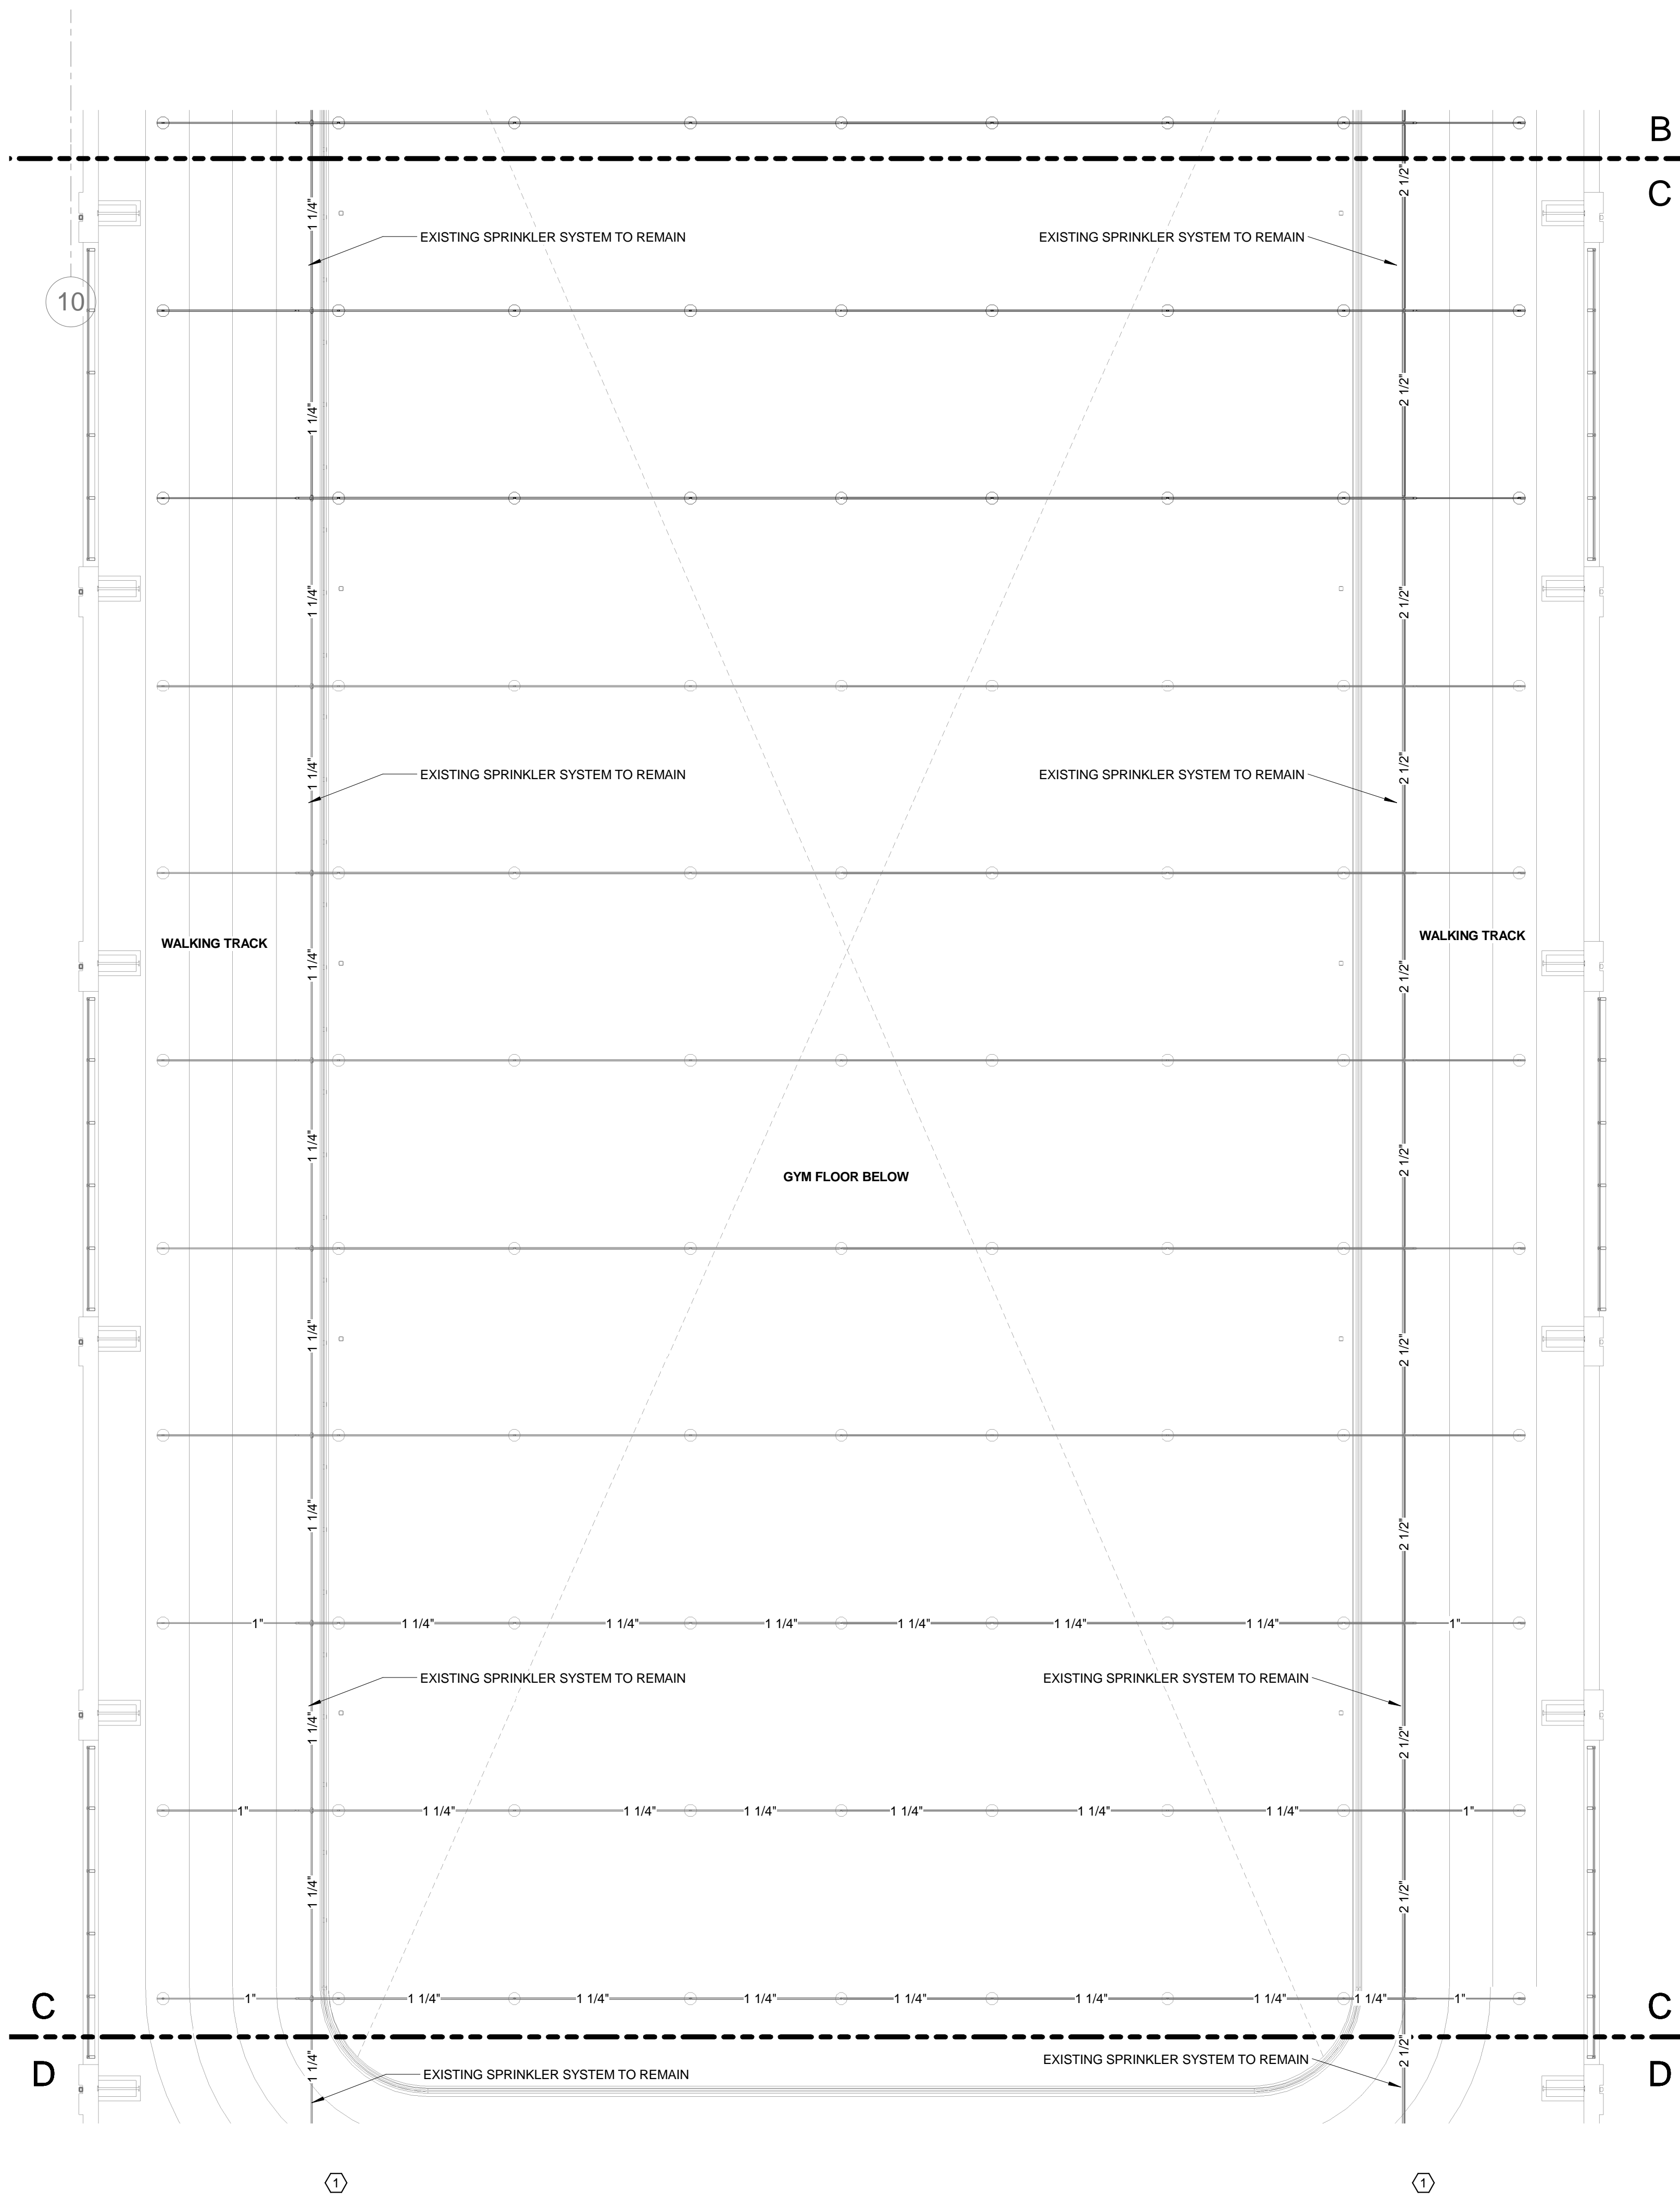 B
C
2 1/2"
1 1/4"
EXISTING SPRINKLER SYSTEM TO REMAIN
EXISTING SPRINKLER SYSTEM TO REMAIN
10
2 1/2"
1 1/4"
1 1/4"
2 1/2"
1 1/4"
2 1/2"
EXISTING SPRINKLER SYSTEM TO REMAIN
EXISTING SPRINKLER SYSTEM TO REMAIN
WALKING TRACK
WALKING TRACK
1 1/4"
2 1/2"
1 1/4"
2 1/2"
GYM FLOOR BELOW
1 1/4"
2 1/2"
1 1/4"
2 1/2"
1"
1 1/4"
1 1/4"
1 1/4"
1 1/4"
1 1/4"
1 1/4"
1"
EXISTING SPRINKLER SYSTEM TO REMAIN
EXISTING SPRINKLER SYSTEM TO REMAIN
1 1/4"
2 1/2"
1"
1 1/4"
1 1/4"
1 1/4"
1 1/4"
1 1/4"
1 1/4"
1"
1 1/4"
2 1/2"
1"
1 1/4"
1 1/4"
1 1/4"
1 1/4"
1 1/4"
1 1/4"
1 1/4"
1"
C
C
D
D
1 1/4"
2 1/2"
EXISTING SPRINKLER SYSTEM TO REMAIN
EXISTING SPRINKLER SYSTEM TO REMAIN
1
1